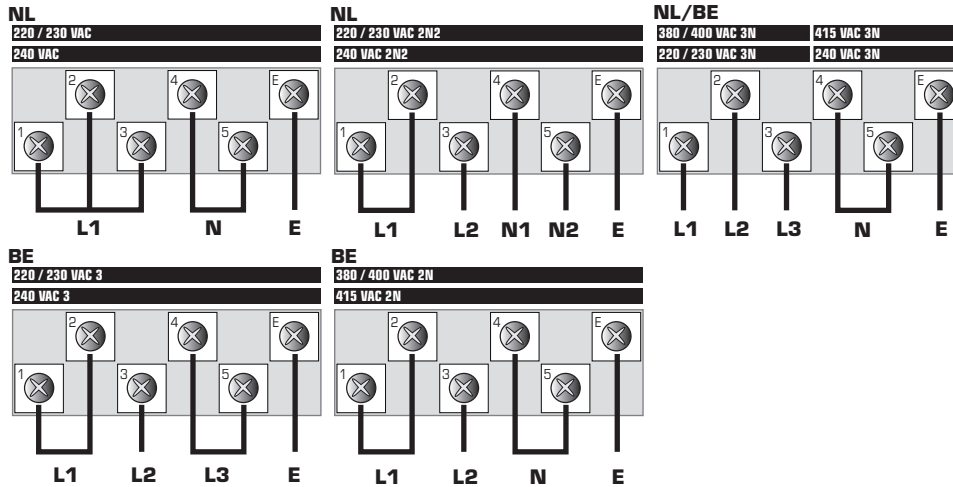 NL
220 / 230 VAC
240 VAC
2 4 E
1 3 5
L1 N E
NL
220 / 230 VAC 2N2
240 VAC 2N2
2 4 E
1 3 5
L1 L2 N1 N2 E
NL/BE
380 / 400 VAC 3N 415 VAC 3N
220 / 230 VAC 3N 240 VAC 3N
2 4 E
1 3 5
L1 L2 L3 N E
BE
220 / 230 VAC 3
240 VAC 3
2 4 E
1 3 5
L1 L2 L3 E
BE
380 / 400 VAC 2N
415 VAC 2N
2 4 E
1 3 5
L1 L2 N E